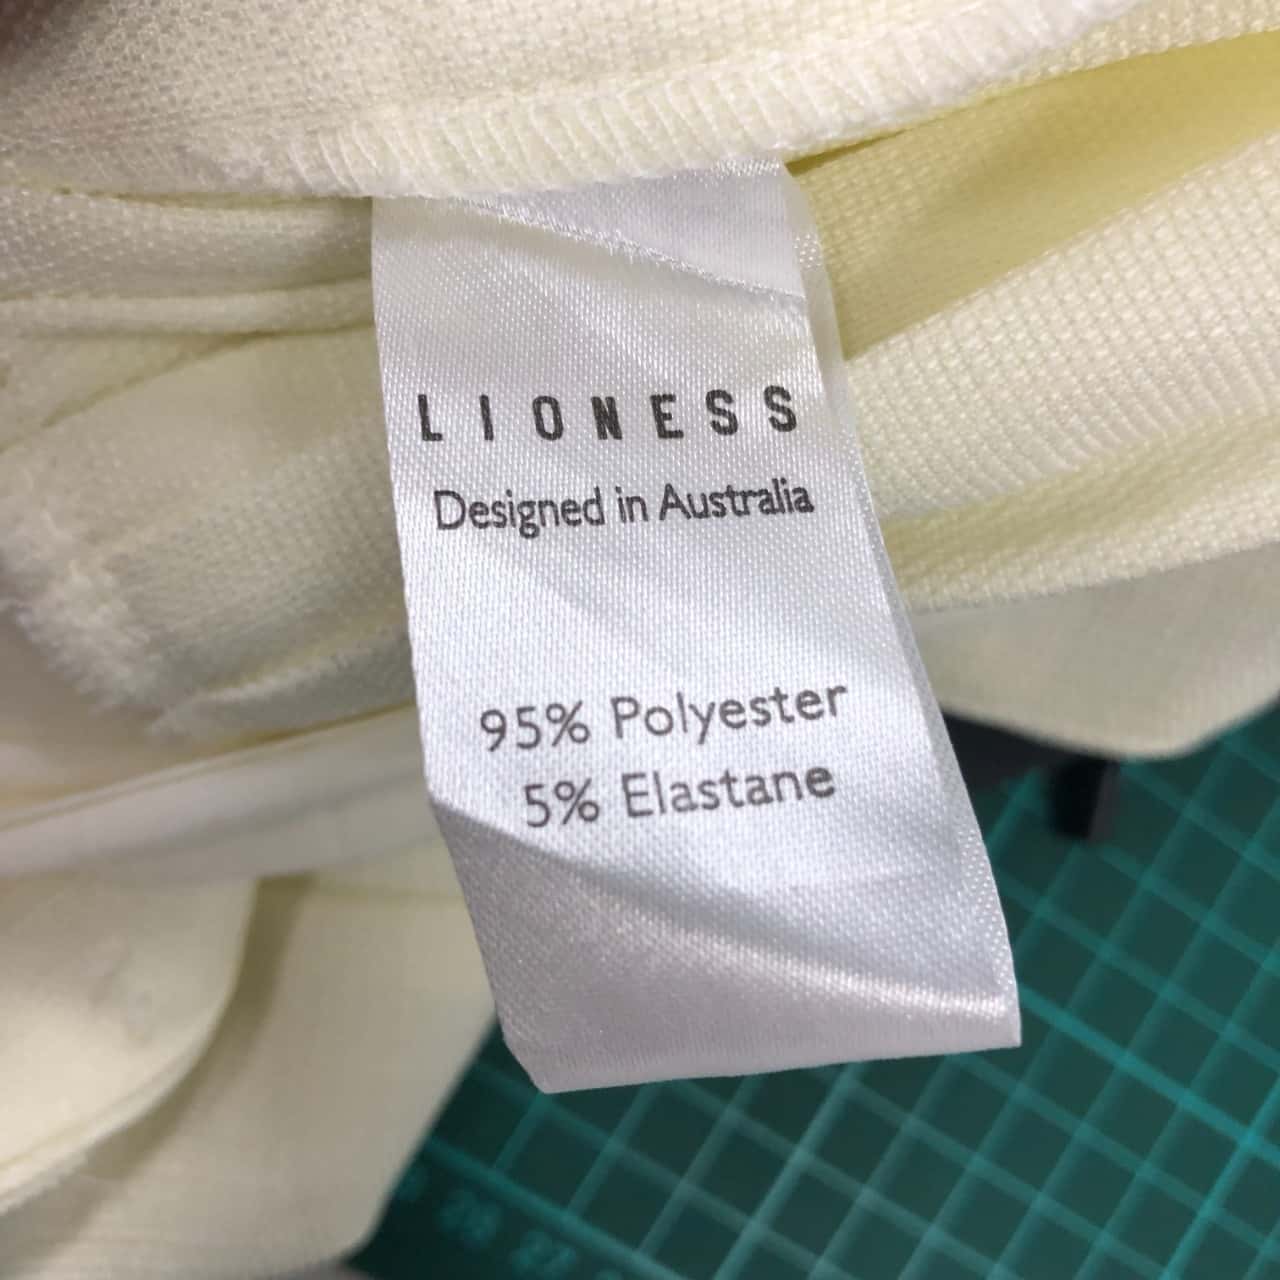 LIONESS
Designed in Australia
95% Polyester
5% Elastane